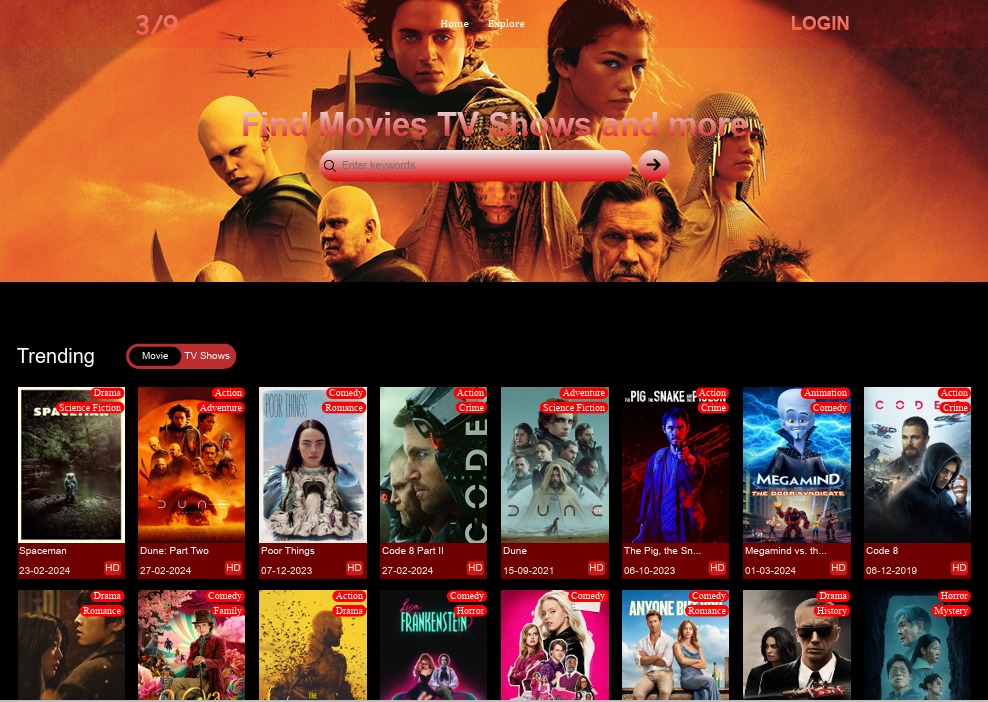 3/9
Home Explore
LOGIN
Find Movies TV Shows and more
Enter keywords
Trending
Movie TV Shows
Drama
Science Fiction
SPACEMAN
Spaceman
23-02-2024 HD
Action
Adventure
DUNE
Dune: Part Two
27-02-2024 HD
Comedy
Romance
POOR THINGS
Poor Things
07-12-2023 HD
Action
Crime
CODE
PART II
Code 8 Part II
27-02-2024 HD
Adventure
Science Fiction
DUNE
Dune
15-09-2021 HD
Action
Crime
THE PIG, THE SNAKE AND THE PIGEON
The Pig, the Sn...
06-10-2023 HD
Animation
Comedy
MEGAMIND
THE DOOM SYNDICATE
Megamind vs. th...
01-03-2024 HD
Action
Crime
CODE
Code 8
06-12-2019 HD
Drama
Romance
Comedy
Family
Action
Drama
THE
Comedy
Horror
Lisa
FRANKENSTEIN
Comedy
Comedy
Romance
ANYONE BUT YOU
Drama
History
Horror
Mystery